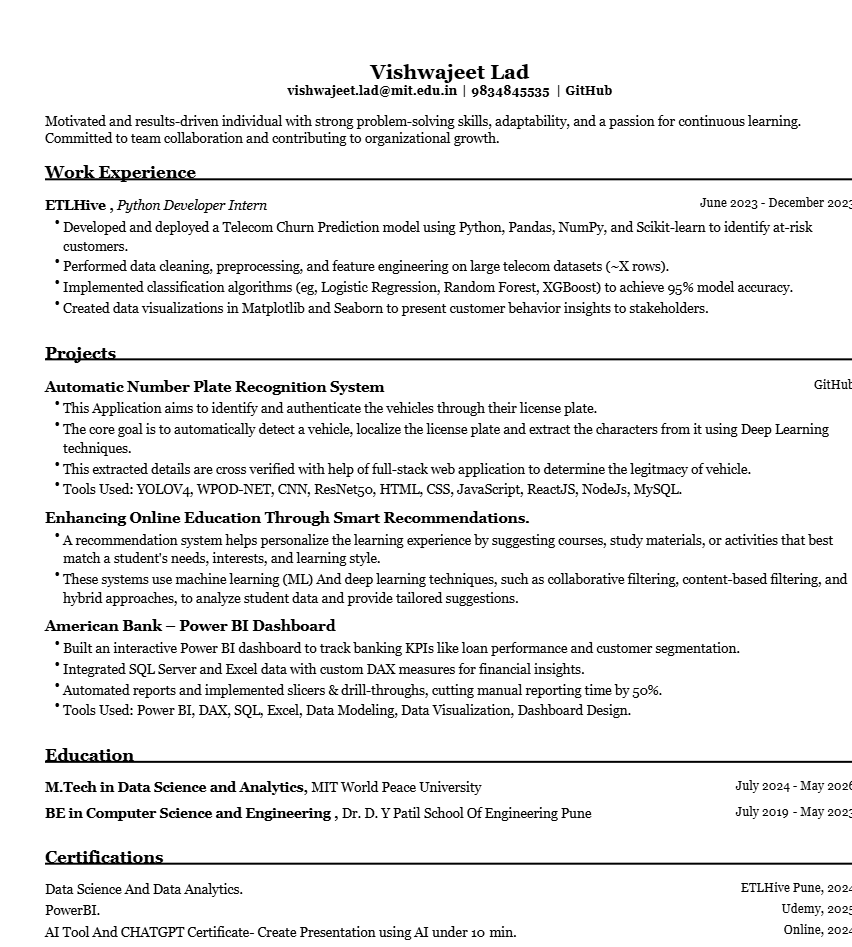 Vishwajeet Lad
vishwajeet.lad@mit.edu.in | 9834845535 | GitHub
Motivated and results-driven individual with strong problem-solving skills, adaptability, and a passion for continuous learning.
Committed to team collaboration and contributing to organizational growth.
Work Experience
ETLHive , Python Developer Intern June 2023 - December 2023
• Developed and deployed a Telecom Churn Prediction model using Python, Pandas, NumPy, and Scikit-learn to identify at-risk
customers.
• Performed data cleaning, preprocessing, and feature engineering on large telecom datasets (~X rows).
• Implemented classification algorithms (eg, Logistic Regression, Random Forest, XGBoost) to achieve 95% model accuracy.
• Created data visualizations in Matplotlib and Seaborn to present customer behavior insights to stakeholders.
Projects
Automatic Number Plate Recognition System GitHub
• This Application aims to identify and authenticate the vehicles through their license plate.
• The core goal is to automatically detect a vehicle, localize the license plate and extract the characters from it using Deep Learning
techniques.
• This extracted details are cross verified with help of full-stack web application to determine the legitmacy of vehicle.
• Tools Used: YOLOV4, WPOD-NET, CNN, ResNet50, HTML, CSS, JavaScript, ReactJS, NodeJs, MySQL.
Enhancing Online Education Through Smart Recommendations.
• A recommendation system helps personalize the learning experience by suggesting courses, study materials, or activities that best
match a student's needs, interests, and learning style.
• These systems use machine learning (ML) And deep learning techniques, such as collaborative filtering, content-based filtering, and
hybrid approaches, to analyze student data and provide tailored suggestions.
American Bank – Power BI Dashboard
• Built an interactive Power BI dashboard to track banking KPIs like loan performance and customer segmentation.
• Integrated SQL Server and Excel data with custom DAX measures for financial insights.
• Automated reports and implemented slicers & drill-throughs, cutting manual reporting time by 50%.
• Tools Used: Power BI, DAX, SQL, Excel, Data Modeling, Data Visualization, Dashboard Design.
Education
M.Tech in Data Science and Analytics, MIT World Peace University July 2024 - May 2026
BE in Computer Science and Engineering , Dr. D. Y Patil School Of Engineering Pune July 2019 - May 2023
Certifications
Data Science And Data Analytics. ETLHive Pune, 2024
PowerBI. Udemy, 2025
AI Tool And CHATGPT Certificate- Create Presentation using AI under 10 min. Online, 2024